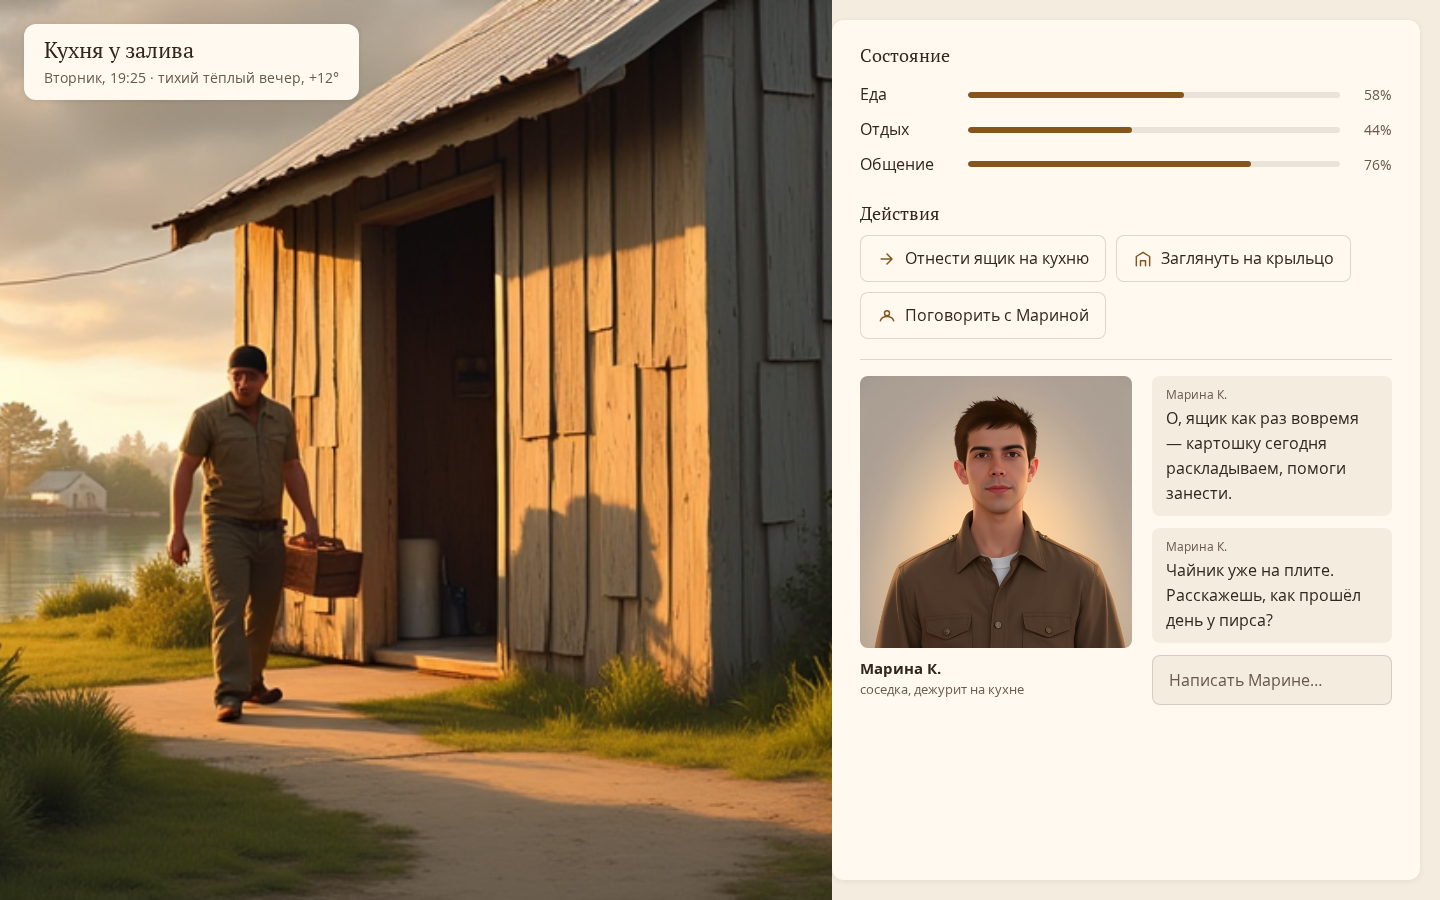 Кухня у залива
Вторник, 19:25 · тихий тёплый вечер, +12°
Состояние
Еда 58%
Отдых 44%
Общение 76%
Действия
Отнести ящик на кухню
Заглянуть на крыльцо
Поговорить с Мариной
Марина К.
соседка, дежурит на кухне
Марина К.
О, ящик как раз вовремя
— картошку сегодня
раскладываем, помоги
занести.
Марина К.
Чайник уже на плите.
Расскажешь, как прошёл
день у пирса?
Написать Марине...